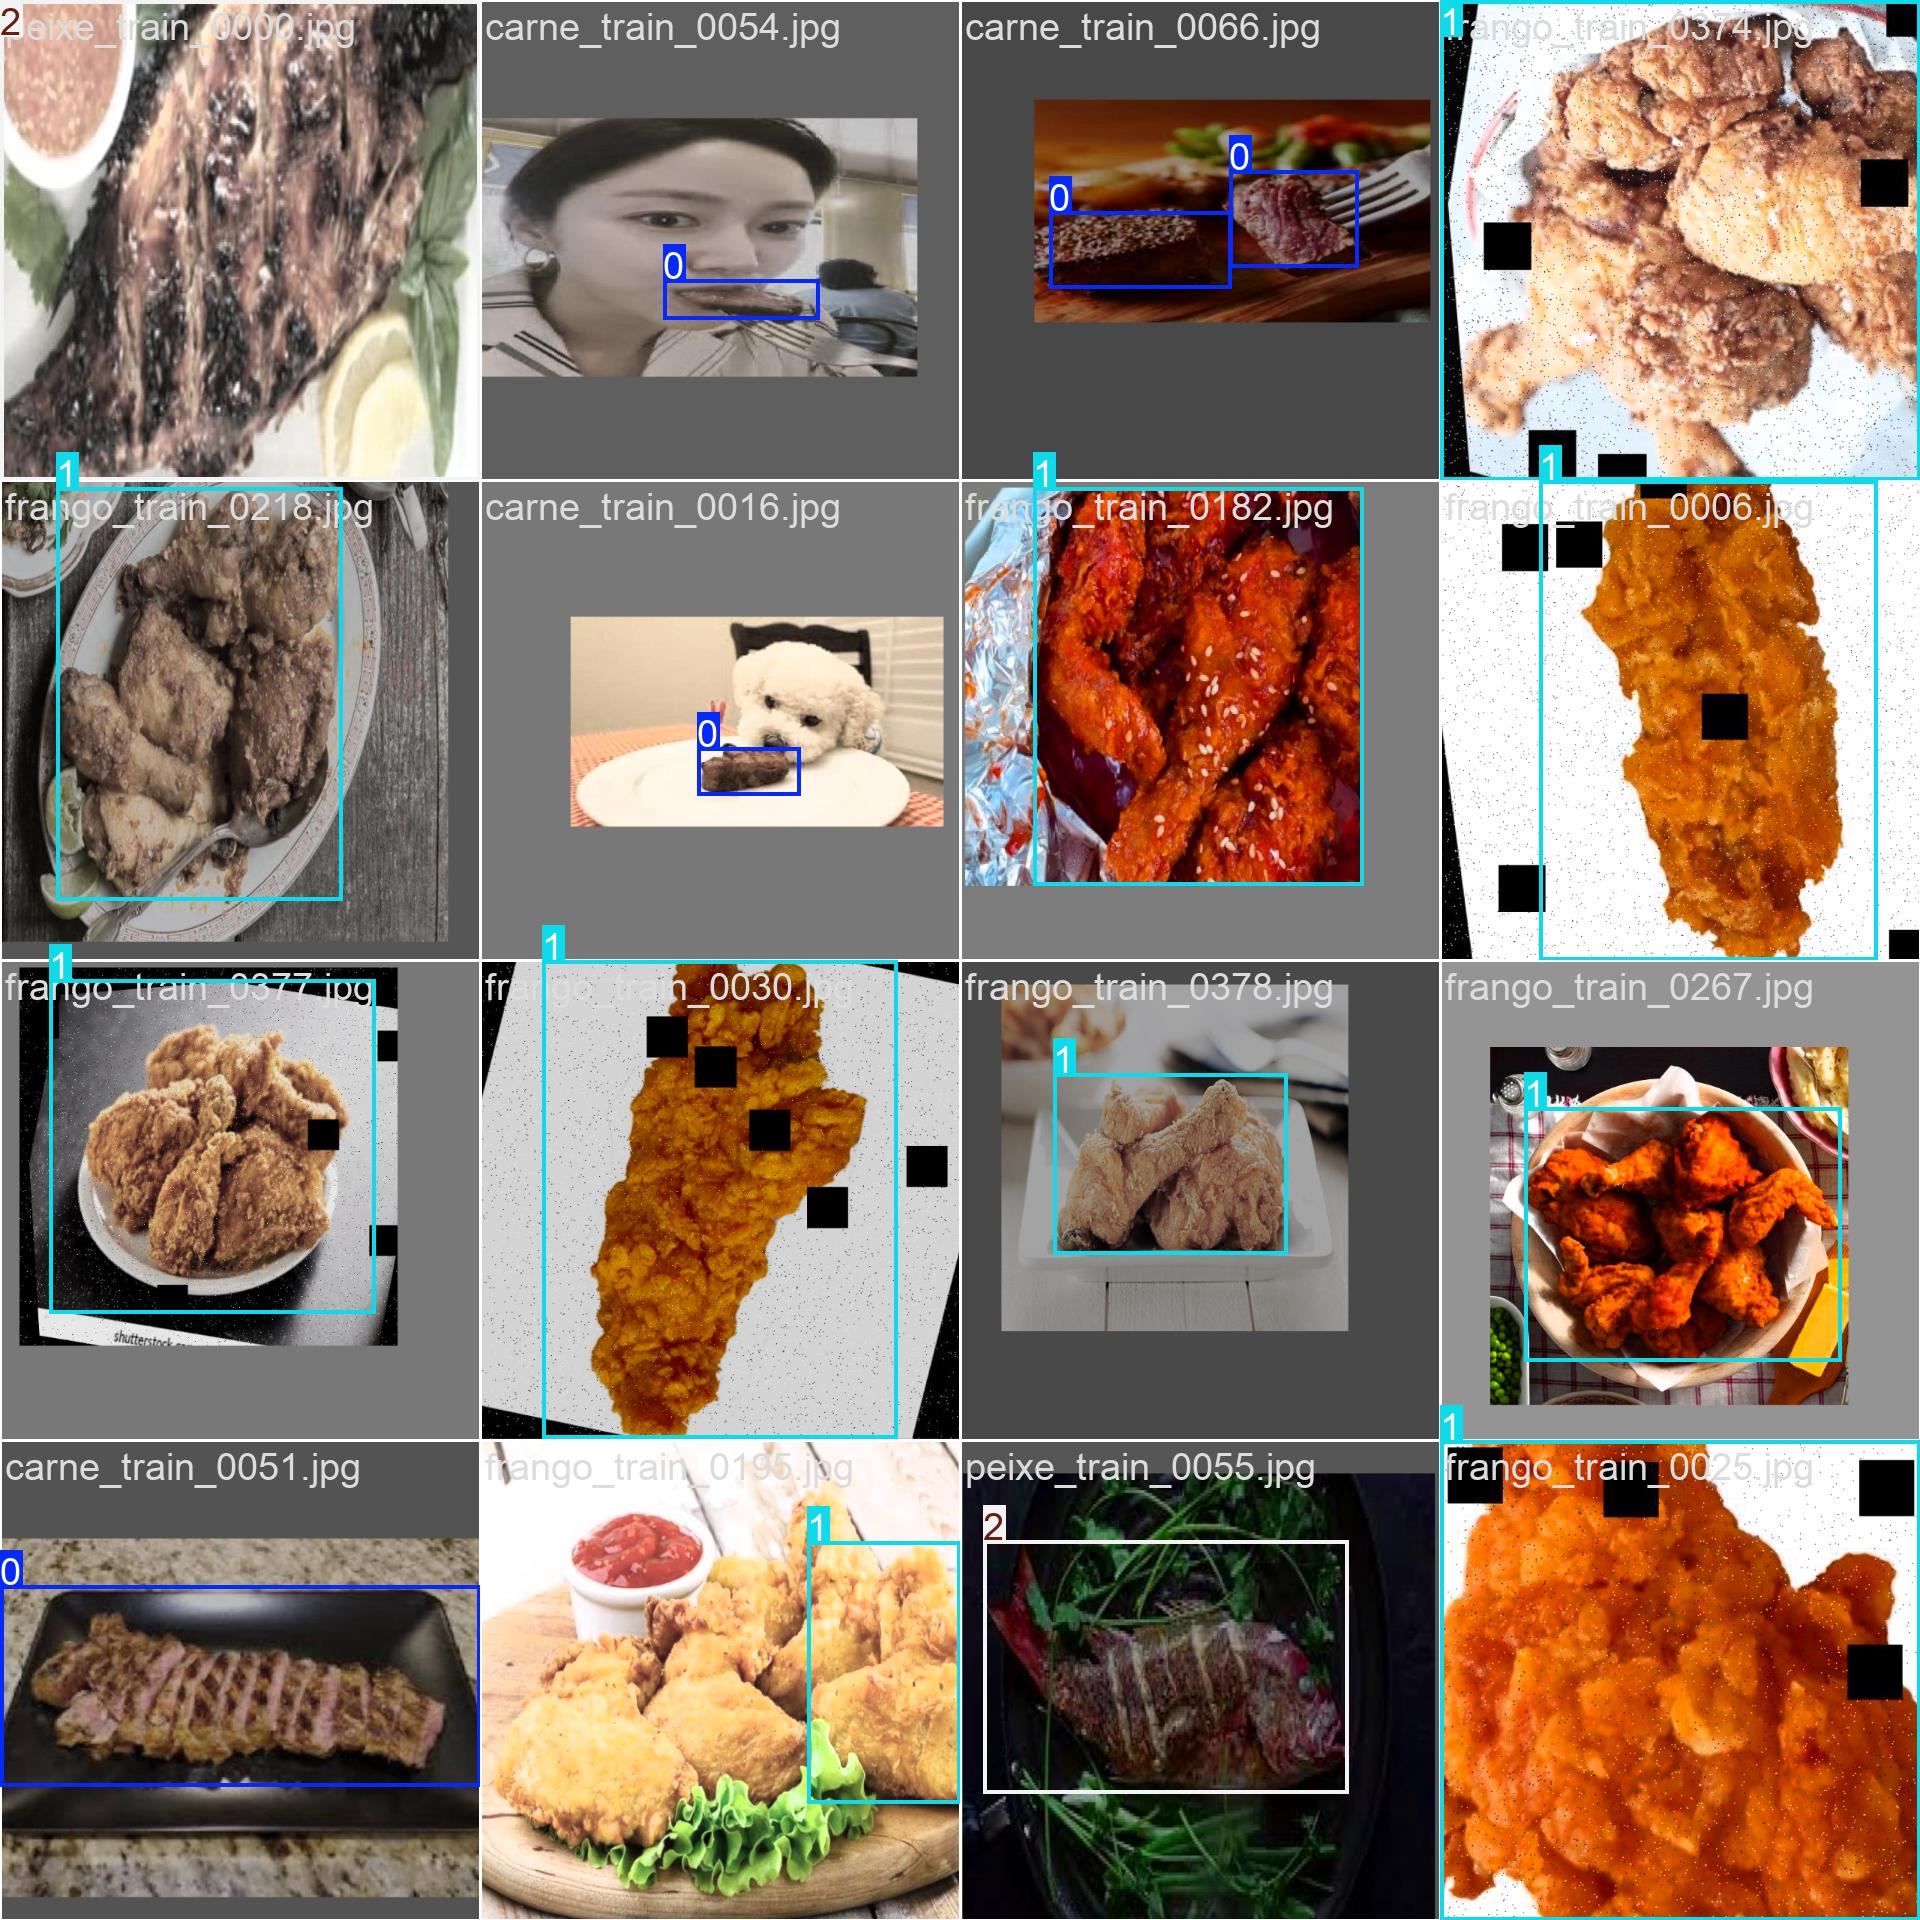 2
peixe_train_0000.jpg
carne_train_0054.jpg
carne_train_0066.jpg
1
frango_train_0374.jpg
0
0
0
1
frango_train_0218.jpg
carne_train_0016.jpg
1
frango_train_0182.jpg
1
frango_train_0006.jpg
0
1
frango_train_0377.jpg
1
frango_train_0030.jpg
frango_train_0378.jpg
frango_train_0267.jpg
1
1
shutterstock
carne_train_0051.jpg
frango_train_0195.jpg
peixe_train_0055.jpg
1
frango_train_0025.jpg
0
1
2